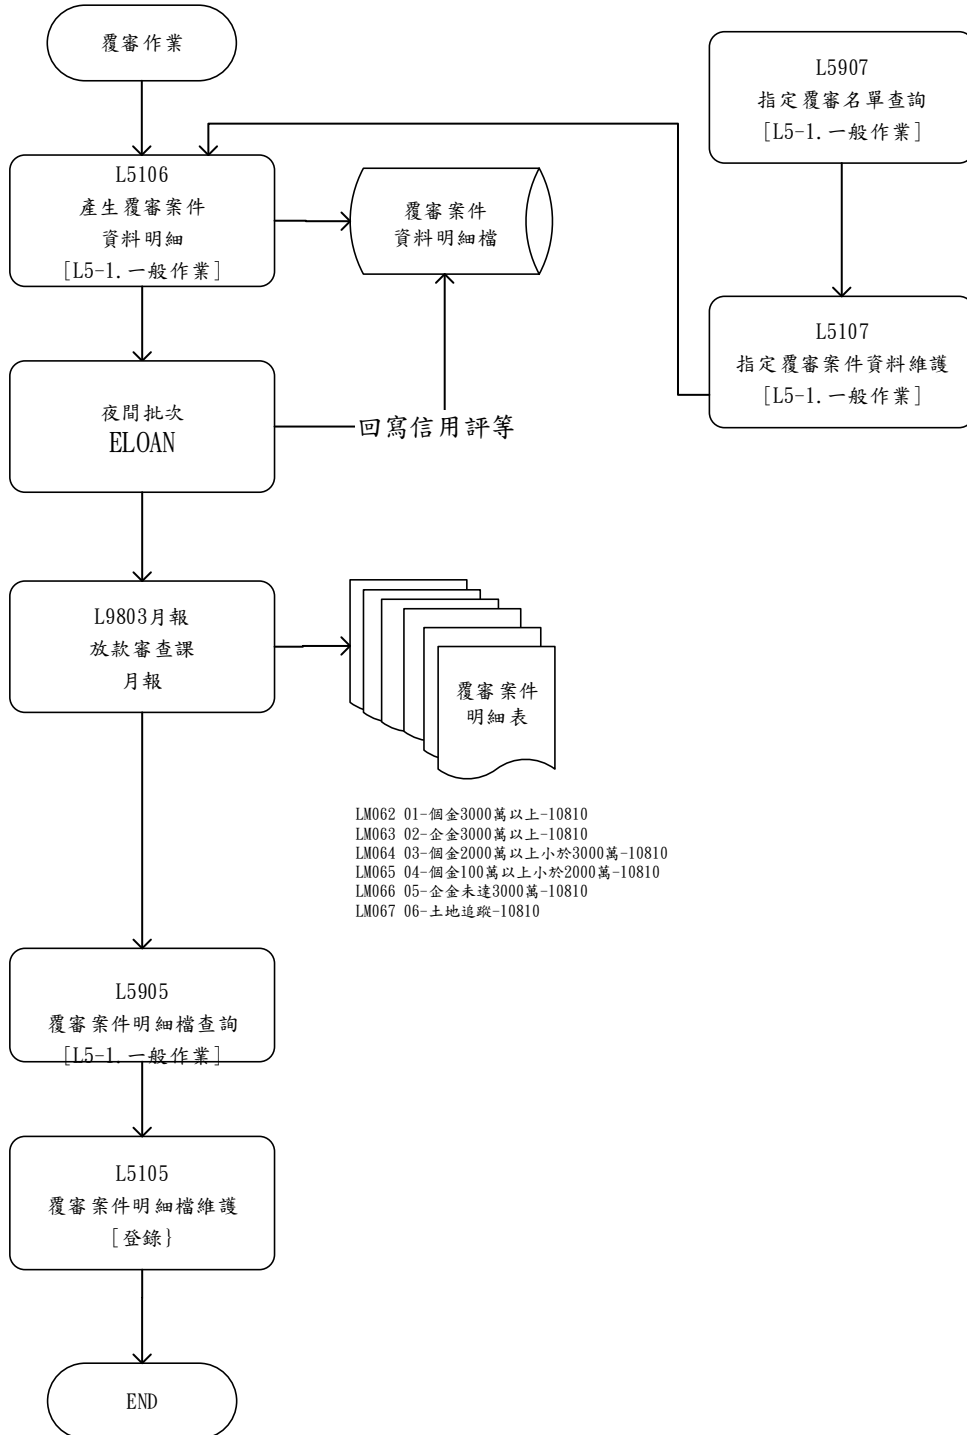 覆審作業
L5907
指定覆審名單查詢
[L5-1.一般作業]
L5106
產生覆審案件
資料明細
[L5-1.一般作業]
覆審案件
資料明細檔
L5107
指定覆審案件資料維護
[L5-1.一般作業]
夜間批次
ELOAN
回寫信用評等
L9803月報
放款審查課
月報
覆審案件
明細表
LM062 01-個金3000萬以上-10810
LM063 02-企金3000萬以上-10810
LM064 03-個金2000萬以上小於3000萬-10810
LM065 04-個金100萬以上小於2000萬-10810
LM066 05-企金未達3000萬-10810
LM067 06-土地追蹤-10810
L5905
覆審案件明細檔查詢
[L5-1.一般作業]
L5105
覆審案件明細檔維護
[登錄}
END